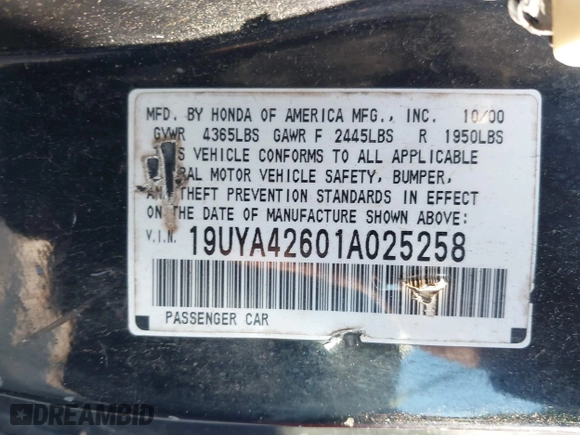 MFD. BY HONDA OF AMERICA MFG., INC. 10/00
GVWR 4365LBS GAWR F 2445LBS R 1950LBS
S VEHICLE CONFORMS TO ALL APPLICABLE
RAL MOTOR VEHICLE SAFETY, BUMPER,
AN THEFT PREVENTION STANDARDS IN EFFECT
ON THE DATE OF MANUFACTURE SHOWN ABOVE:
V.I.N. 19UYA42601A025258
PASSENGER CAR
DREAMBID